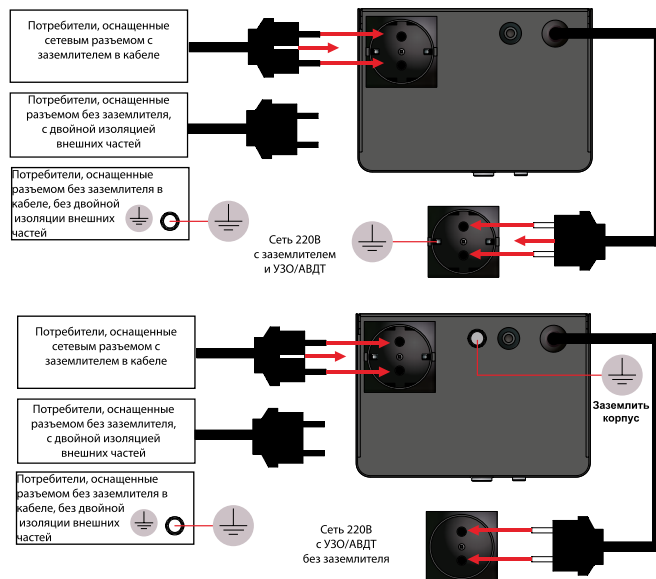 Потребители, оснащенные
сетевым разъемом с
заземлителем в кабеле
Потребители, оснащенные
разъемом без заземлителя,
с двойной изоляцией
внешних частей
Потребители, оснащенные
разъемом без заземлителя в
кабеле, без двойной
изоляции внешних
частей
Сеть 220В
с заземлителем
и УЗО/АВДТ
Потребители, оснащенные
сетевым разъемом с
заземлителем в кабеле
Заземлить
корпус
Потребители, оснащенные
разъемом без заземлителя,
с двойной изоляцией
внешних частей
Потребители, оснащенные
разъемом без заземлителя в
кабеле, без двойной
изоляции внешних
частей
Сеть 220В
с УЗО/АВДТ
без заземлителя